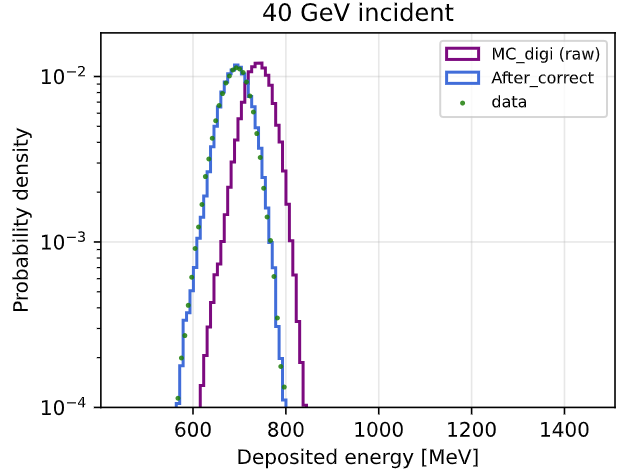 40 GeV incident
MC_digi (raw)
After_correct
data
Probability density
10⁻²
10⁻³
10⁻⁴
600 800 1000 1200 1400
Deposited energy [MeV]